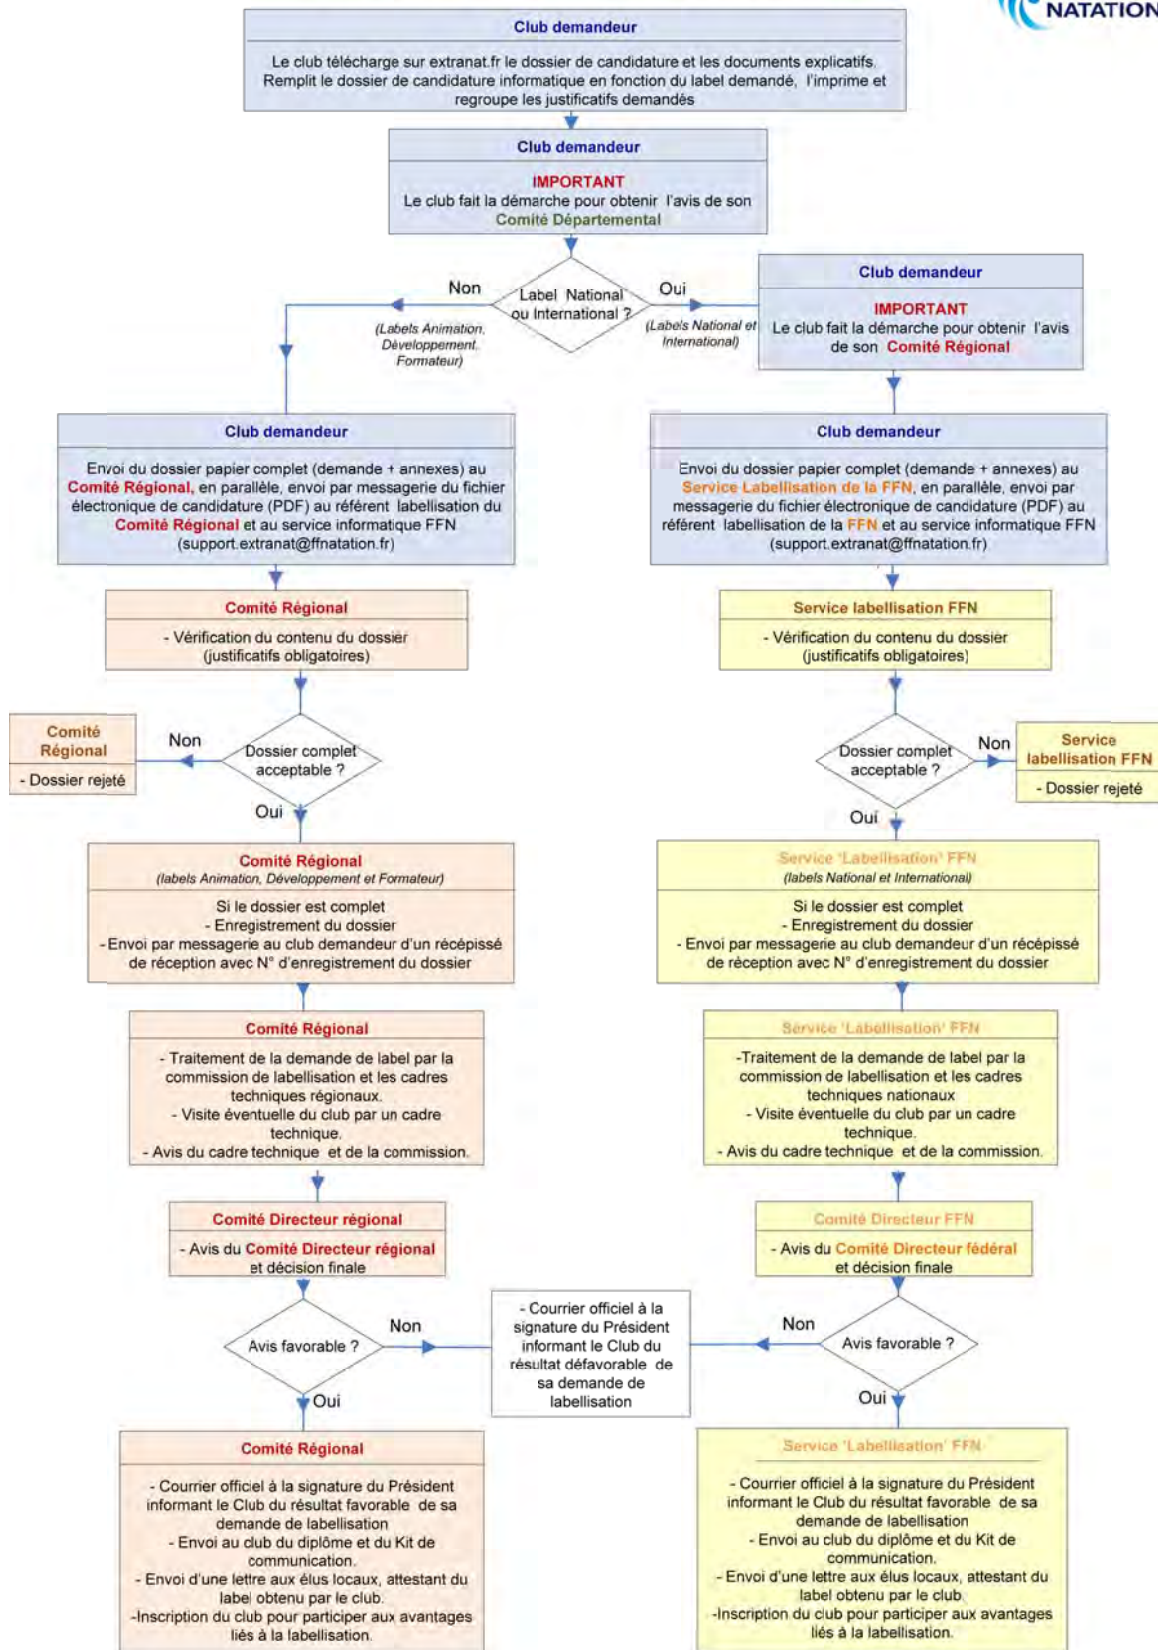 NATATION
Club demandeur
Le club télécharge sur extranat.fr le dossier de candidature et les documents explicatifs.
Remplit le dossier de candidature informatique en fonction du label demandé, l'imprime et
regroupe les justificatifs demandés
Club demandeur
IMPORTANT
Le club fait la démarche pour obtenir l'avis de son
Comité Départemental
Non
Label National
ou International ?
Oui
(Labels Animation,
Développement,
Formateur)
(Labels National et
International)
Club demandeur
IMPORTANT
Le club fait la démarche pour obtenir l'avis
de son Comité Régional
Club demandeur
Envoi du dossier papier complet (demande + annexes) au
Comité Régional, en parallèle, envoi par messagerie du fichier
électronique de candidature (PDF) au référent labellisation du
Comité Régional et au service informatique FFN
(support.extranat@ffnatation.fr)
Club demandeur
Envoi du dossier papier complet (demande + annexes) au
Service Labellisation de la FFN, en parallèle, envoi par
messagerie du fichier électronique de candidature (PDF) au
référent labellisation de la FFN et au service informatique FFN
(support.extranat@ffnatation.fr)
Comité Régional
- Vérification du contenu du dossier
(justificatifs obligatoires)
Service labellisation FFN
- Vérification du contenu du dossier
(justificatifs obligatoires)
Comité
Régional
- Dossier rejeté
Non
Dossier complet
acceptable ?
Oui
Dossier complet
acceptable ?
Non
Service
labellisation FFN
- Dossier rejeté
Oui
Comité Régional
(labels Animation, Développement et Formateur)
Si le dossier est complet
- Enregistrement du dossier
- Envoi par messagerie au club demandeur d'un récépissé
de réception avec N° d'enregistrement du dossier
Service 'Labellisation' FFN
(labels National et International)
Si le dossier est complet
- Enregistrement du dossier
- Envoi par messagerie au club demandeur d'un récépissé
de réception avec N° d'enregistrement du dossier
Comité Régional
- Traitement de la demande de label par la
commission de labellisation et les cadres
techniques régionaux.
- Visite éventuelle du club par un cadre
technique.
- Avis du cadre technique et de la commission.
Service 'Labellisation' FFN
-Traitement de la demande de label par la
commission de labellisation et les cadres
techniques nationaux
- Visite éventuelle du club par un cadre
technique.
- Avis du cadre technique et de la commission.
Comité Directeur régional
- Avis du Comité Directeur régional
et décision finale
Comité Directeur FFN
- Avis du Comité Directeur fédéral
et décision finale
Avis favorable ?
Non
- Courrier officiel à la
signature du Président
informant le Club du
résultat défavorable de
sa demande de
labellisation
Non
Avis favorable ?
Oui
Oui
Comité Régional
- Courrier officiel à la signature du Président
informant le Club du résultat favorable de sa
demande de labellisation
- Envoi au club du diplôme et du Kit de
communication.
- Envoi d'une lettre aux élus locaux, attestant du
label obtenu par le club.
-Inscription du club pour participer aux avantages
liés à la labellisation.
Service 'Labellisation' FFN
- Courrier officiel à la signature du Président
informant le Club du résultat favorable de sa
demande de labellisation
- Envoi au club du diplôme et du Kit de
communication.
- Envoi d'une lettre aux élus locaux, attestant du
label obtenu par le club.
-Inscription du club pour participer aux avantages
liés à la labellisation.